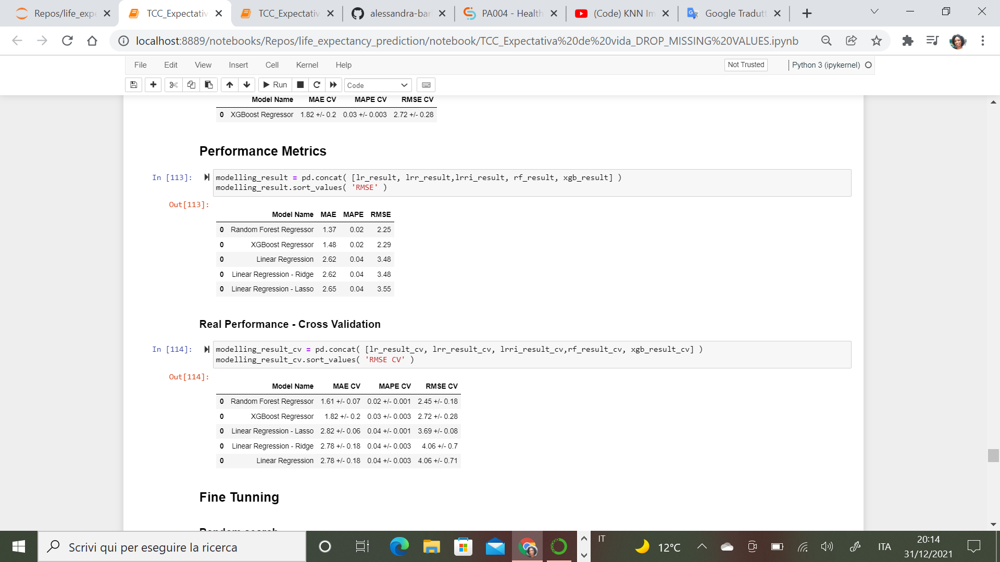 Repos/life_exp
TCC_Expectativ
TCC_Expectativ
alessandra-bar
PA004 - Health
(Code) KNN Im
Google Tradutt
localhost:8889/notebooks/Repos/life_expectancy_prediction/notebook/TCC_Expectativa%20de%20vida_DROP_MISSING%20VALUES.ipynb
File Edit View Insert Cell Kernel Help
Not Trusted
Python 3 (ipykernel)
Run
Code
Model Name MAE CV MAPE CV RMSE CV
0 XGBoost Regressor 1.82 +/- 0.2 0.03 +/- 0.003 2.72 +/- 0.28
Performance Metrics
In [113]: modelling_result = pd.concat( [lr_result, lrr_result,lrri_result, rf_result, xgb_result] )
modelling_result.sort_values( 'RMSE' )
Out[113]:
Model Name MAE MAPE RMSE
0 Random Forest Regressor 1.37 0.02 2.25
0 XGBoost Regressor 1.48 0.02 2.29
0 Linear Regression 2.62 0.04 3.48
0 Linear Regression - Ridge 2.62 0.04 3.48
0 Linear Regression - Lasso 2.65 0.04 3.55
Real Performance - Cross Validation
In [114]: modelling_result_cv = pd.concat( [lr_result_cv, lrr_result_cv, lrri_result_cv,rf_result_cv, xgb_result_cv] )
modelling_result_cv.sort_values( 'RMSE CV' )
Out[114]:
Model Name MAE CV MAPE CV RMSE CV
0 Random Forest Regressor 1.61 +/- 0.07 0.02 +/- 0.001 2.45 +/- 0.18
0 XGBoost Regressor 1.82 +/- 0.2 0.03 +/- 0.003 2.72 +/- 0.28
0 Linear Regression - Lasso 2.82 +/- 0.06 0.04 +/- 0.001 3.69 +/- 0.08
0 Linear Regression - Ridge 2.78 +/- 0.18 0.04 +/- 0.003 4.06 +/- 0.7
0 Linear Regression 2.78 +/- 0.18 0.04 +/- 0.003 4.06 +/- 0.71
Fine Tunning
Random search
Scrivi qui per eseguire la ricerca
IT
12°C
ITA
20:14
31/12/2021